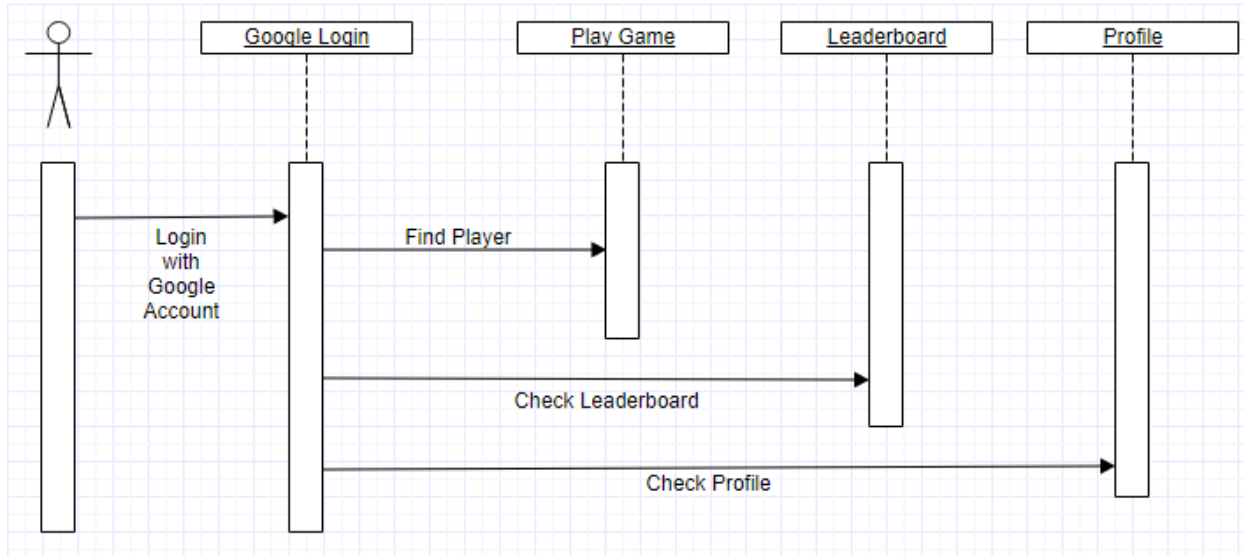 Google Login
Play Game
Leaderboard
Profile
Login
with
Google
Account
Find Player
Check Leaderboard
Check Profile